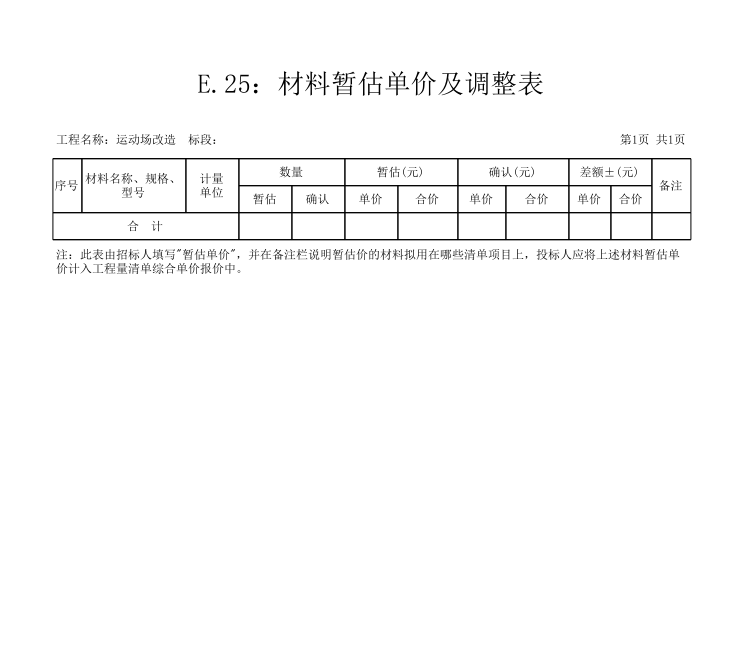 E.25：材料暂估单价及调整表
工程名称：运动场改造 标段： 第1页 共1页
序号 材料名称、规格、型号 计量单位 数量 暂估(元) 确认(元) 差额±(元) 备注
暂估 确认 单价 合价 单价 合价 单价 合价
合 计
注：此表由招标人填写"暂估单价"，并在备注栏说明暂估价的材料拟用在哪些清单项目上，投标人应将上述材料暂估单
价计入工程量清单综合单价报价中。